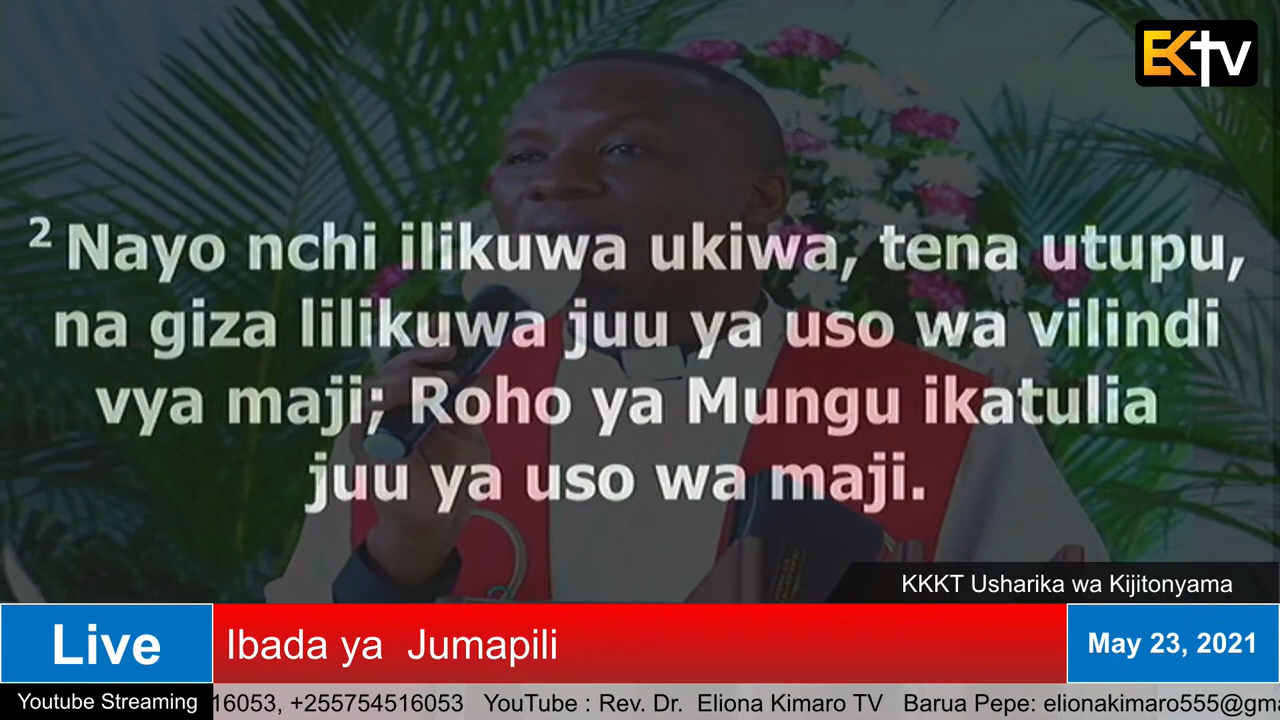 EKtv
2 Nayo nchi ilikuwa ukiwa, tena utupu,
na giza lilikuwa juu ya uso wa vilindi
vya maji; Roho ya Mungu ikatulia
juu ya uso wa maji.
KKKT Usharika wa Kijitonyama
Live
Ibada ya Jumapili
May 23, 2021
Youtube Streaming
16053, +255754516053 YouTube : Rev. Dr. Eliona Kimaro TV Barua Pepe: elionakimaro555@gma